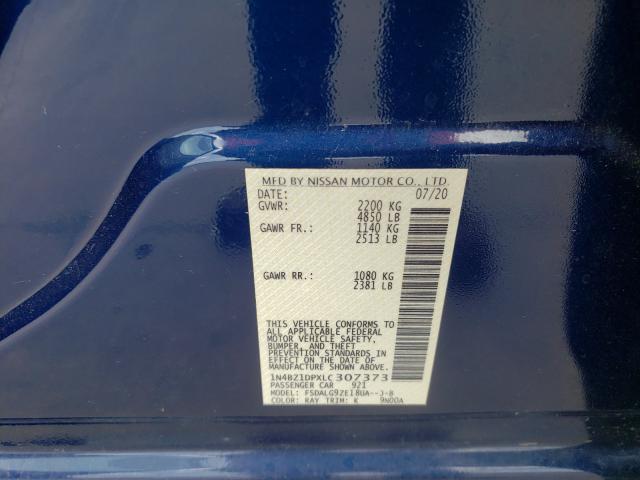 MFD BY NISSAN MOTOR CO., LTD.
DATE: 07/20
GVWR: 2200 KG
4850 LB
GAWR FR.: 1140 KG
2513 LB
GAWR RR.: 1080 KG
2381 LB
THIS VEHICLE CONFORMS TO
ALL APPLICABLE FEDERAL
MOTOR VEHICLE SAFETY,
BUMPER, AND THEFT
PREVENTION STANDARDS IN
EFFECT ON THE DATE OF
MANUFACTURE SHOWN ABOVE.
1N4BZ1DPXLC307373
PASSENGER CAR 921
MODEL: FSDALG9ZE18UA--J-B
COLOR: RAY TRIM: K 9N00A